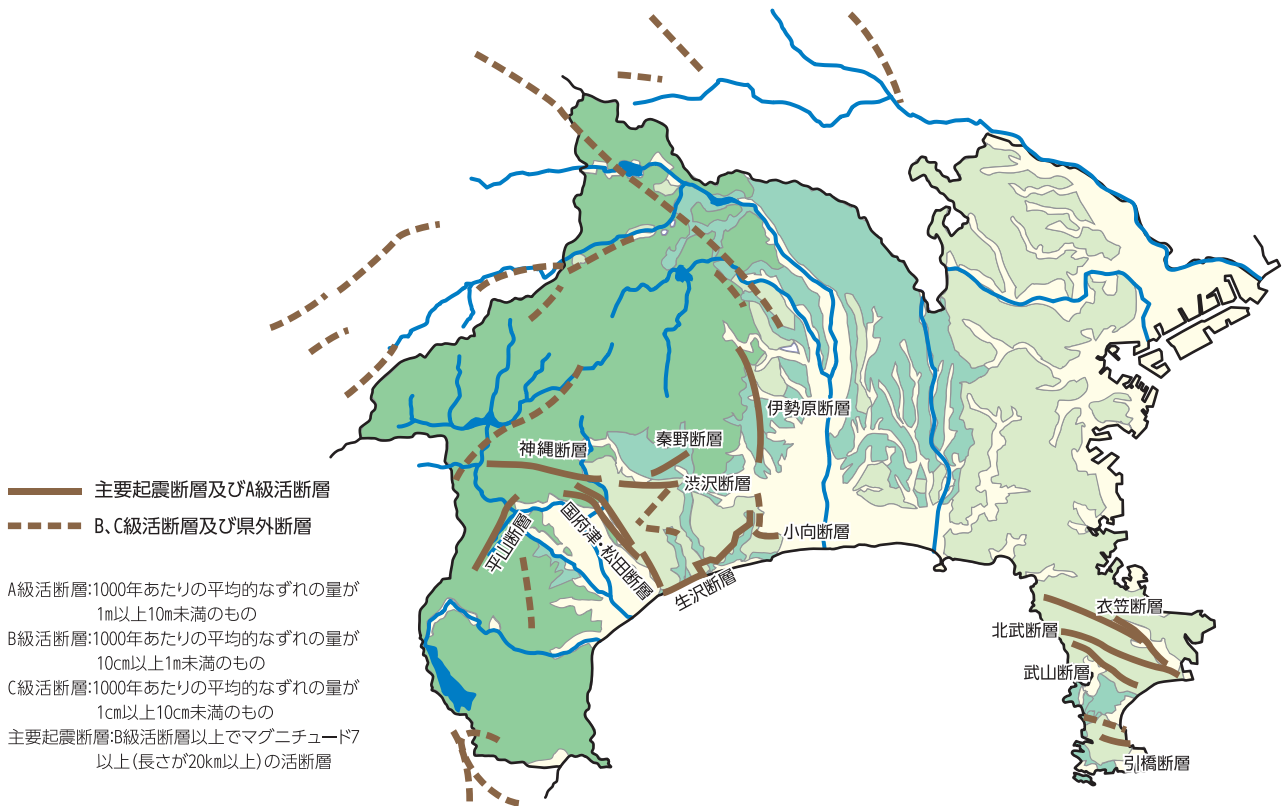 伊勢原断層
秦野断層
神縄断層
渋沢断層
主要起震断層及びA級活断層
B、C級活断層及び県外断層
国府津・松田断層
平山断層
小向断層
生沢断層
A級活断層:1000年あたりの平均的なずれの量が
1m以上10m未満のもの
B級活断層:1000年あたりの平均的なずれの量が
10cm以上1m未満のもの
C級活断層:1000年あたりの平均的なずれの量が
1cm以上10cm未満のもの
主要起震断層:B級活断層以上でマグニチュード7
以上(長さが20km以上)の活断層
衣笠断層
北武断層
武山断層
引橋断層